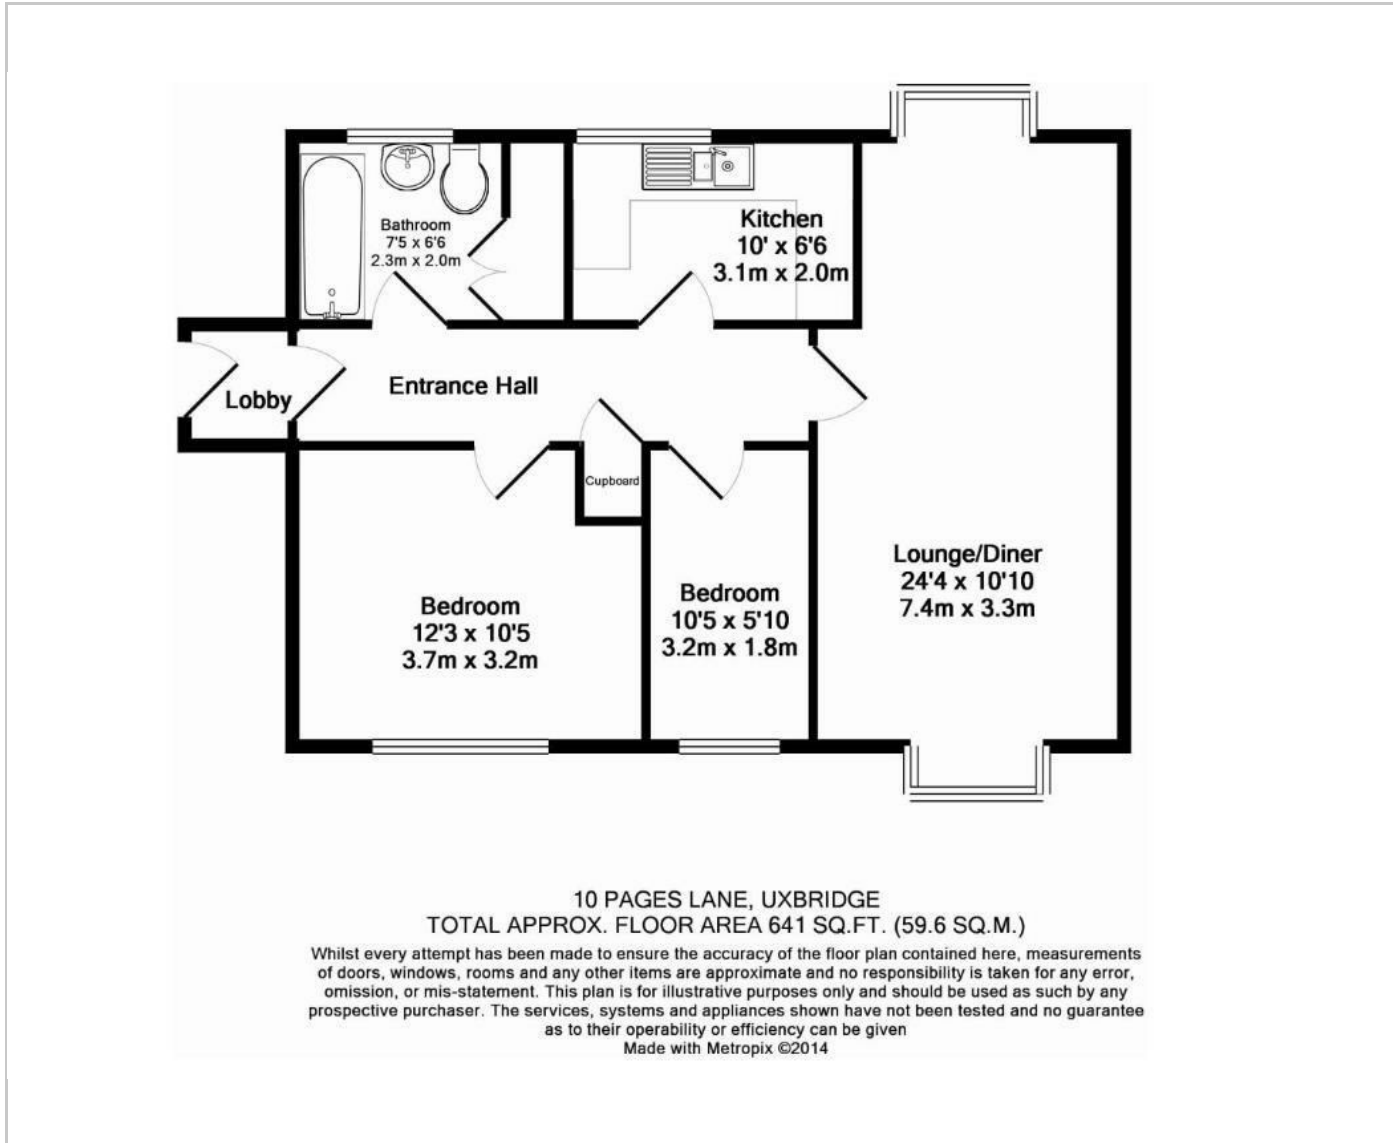 Bathroom
7'5 x 6'6
2.3m x 2.0m
Kitchen
10' x 6'6
3.1m x 2.0m
Lobby
Entrance Hall
Cupboard
Bedroom
12'3 x 10'5
3.7m x 3.2m
Bedroom
10'5 x 5'10
3.2m x 1.8m
Lounge/Diner
24'4 x 10'10
7.4m x 3.3m
10 PAGES LANE, UXBRIDGE
TOTAL APPROX. FLOOR AREA 641 SQ.FT. (59.6 SQ.M.)
Whilst every attempt has been made to ensure the accuracy of the floor plan contained here, measurements
of doors, windows, rooms and any other items are approximate and no responsibility is taken for any error,
omission, or mis-statement. This plan is for illustrative purposes only and should be used as such by any
prospective purchaser. The services, systems and appliances shown have not been tested and no guarantee
as to their operability or efficiency can be given
Made with Metropix ©2014